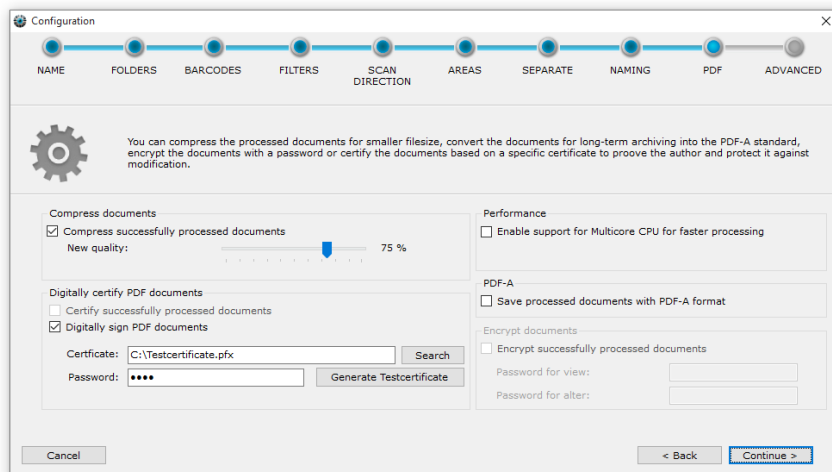 Configuration
NAME FOLDERS BARCODES FILTERS SCAN DIRECTION AREAS SEPARATE NAMING PDF ADVANCED
You can compress the processed documents for smaller filesize, convert the documents for long-term archiving into the PDF-A standard,
encrypt the documents with a password or certify the documents based on a specific certificate to proove the author and protect it against
modification.
Compress documents
Compress successfully processed documents
New quality: 75 %
Digitally certify PDF documents
Certify successfully processed documents
Digitally sign PDF documents
Certficate: C:\Testcertificate.pfx Search
Password: •••• Generate Testcertificate
Performance
Enable support for Multicore CPU for faster processing
PDF-A
Save processed documents with PDF-A format
Encrypt documents
Encrypt successfully processed documents
Password for view:
Password for alter:
Cancel < Back Continue >